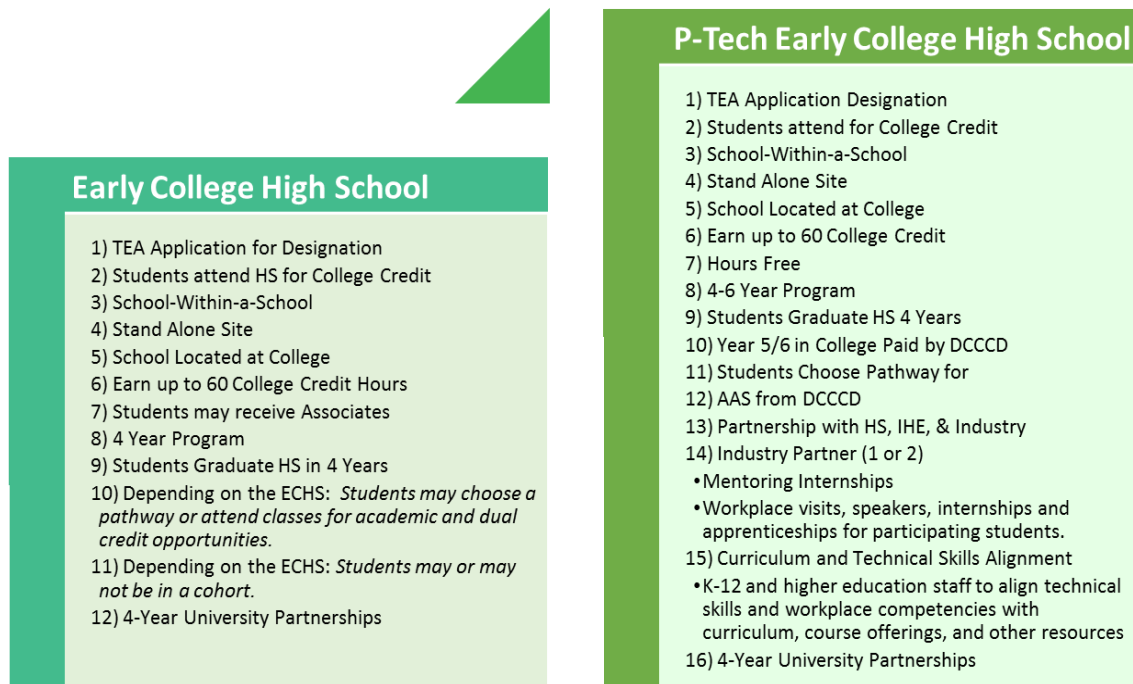 Early College High School
1) TEA Application for Designation
2) Students attend HS for College Credit
3) School-Within-a-School
4) Stand Alone Site
5) School Located at College
6) Earn up to 60 College Credit Hours
7) Students may receive Associates
8) 4 Year Program
9) Students Graduate HS in 4 Years
10) Depending on the ECHS: Students may choose a
pathway or attend classes for academic and dual
credit opportunities.
11) Depending on the ECHS: Students may or may
not be in a cohort.
12) 4-Year University Partnerships
P-Tech Early College High School
1) TEA Application Designation
2) Students attend for College Credit
3) School-Within-a-School
4) Stand Alone Site
5) School Located at College
6) Earn up to 60 College Credit
7) Hours Free
8) 4-6 Year Program
9) Students Graduate HS 4 Years
10) Year 5/6 in College Paid by DCCCD
11) Students Choose Pathway for
12) AAS from DCCCD
13) Partnership with HS, IHE, & Industry
14) Industry Partner (1 or 2)
•Mentoring Internships
•Workplace visits, speakers, internships and
apprenticeships for participating students.
15) Curriculum and Technical Skills Alignment
•K-12 and higher education staff to align technical
skills and workplace competencies with
curriculum, course offerings, and other resources
16) 4-Year University Partnerships